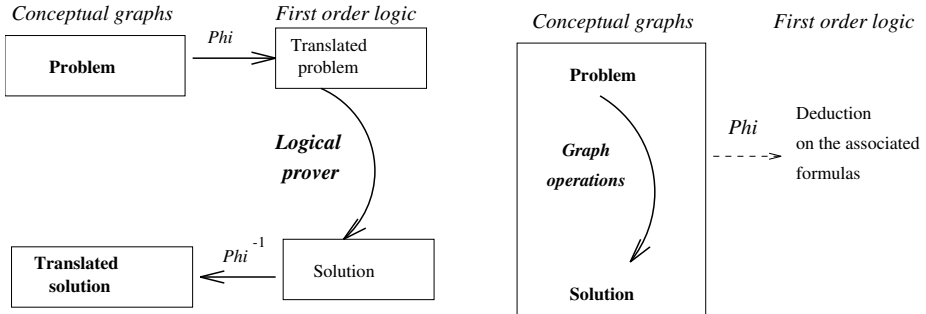 Conceptual graphs
First order logic
Problem
Phi
Translated
problem
Logical
prover
Translated
solution
Phi -1
Solution
Conceptual graphs
First order logic
Problem
Graph
operations
Solution
Phi
Deduction
on the associated
formulas